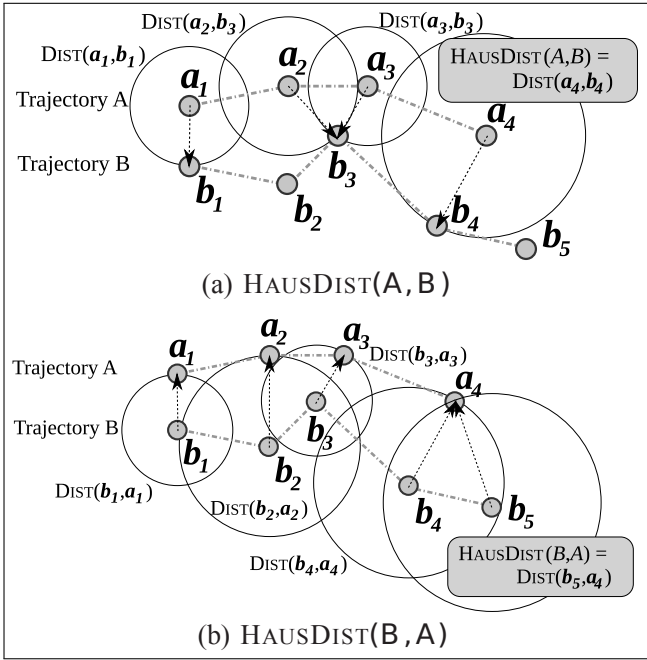 DIST(a₂,b₃)
DIST(a₃,b₃)
DIST(a₁,b₁)
HAUSDIST(A,B) =
DIST(a₄,b₄)
a₁
a₂
a₃
a₄
Trajectory A
Trajectory B
b₁
b₂
b₃
b₄
b₅
(a) HAUSDIST(A,B)
a₁
a₂
a₃
DIST(b₃,a₃)
Trajectory A
a₄
Trajectory B
b₁
b₂
b₃
DIST(b₁,a₁)
DIST(b₂,a₂)
b₄
b₅
DIST(b₄,a₄)
HAUSDIST(B,A) =
DIST(b₅,a₄)
(b) HAUSDIST(B,A)